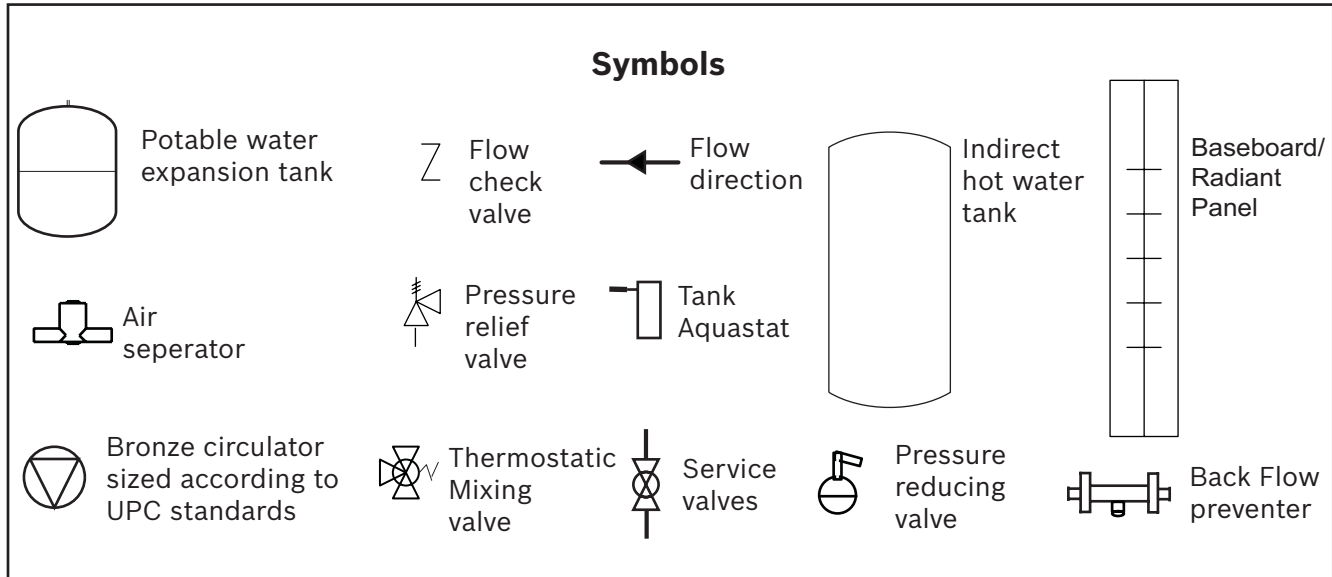 Symbols
Potable water
expansion tank
Flow
check
valve
Flow
direction
Indirect
hot water
tank
Baseboard/
Radiant
Panel
Air
seperator
Pressure
relief
valve
Tank
Aquastat
Bronze circulator
sized according to
UPC standards
Thermostatic
Mixing
valve
Service
valves
Pressure
reducing
valve
Back Flow
preventer